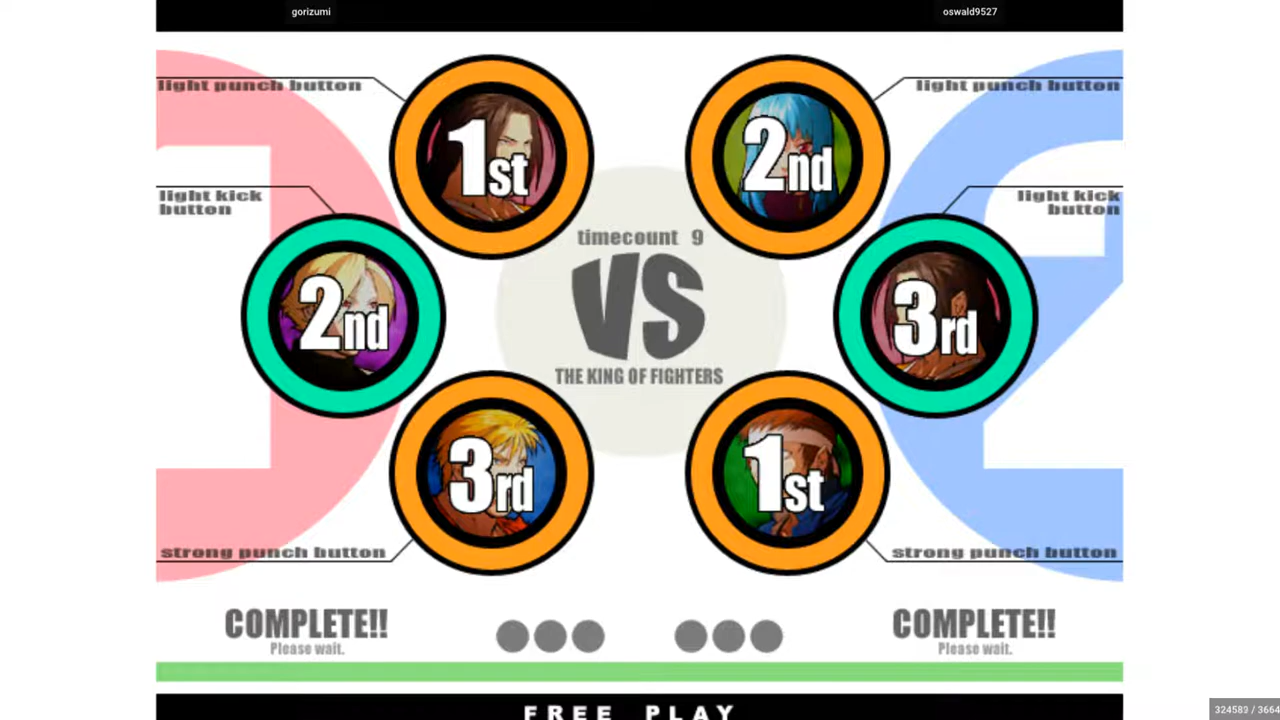 gorizumi
oswald9527
light punch button
light punch button
1st
2nd
light kick
button
light kick
button
timecount 9
VS
THE KING OF FIGHTERS
2nd
3rd
3rd
1st
strong punch button
strong punch button
COMPLETE!!
Please wait.
COMPLETE!!
Please wait.
FREE PLAY
324589 / 3664